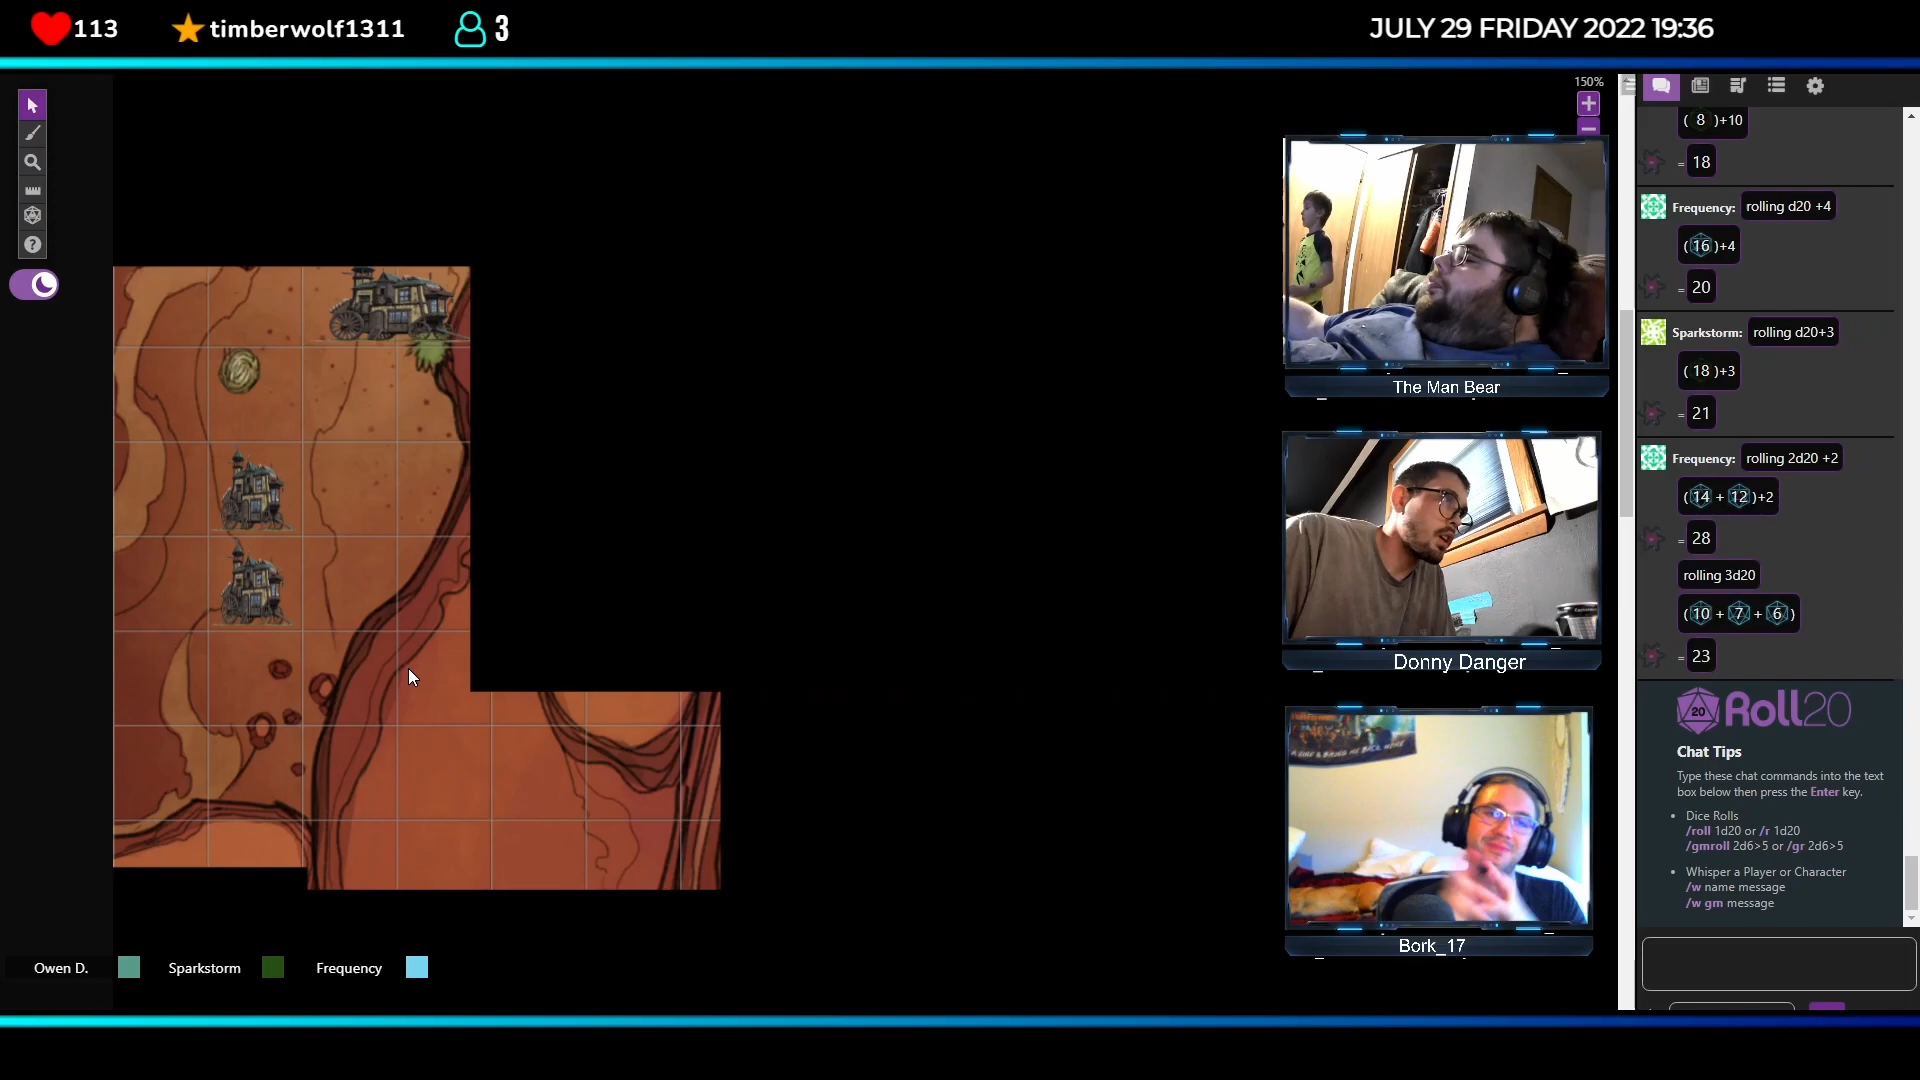 113
timberwolf1311
3
JULY 29 FRIDAY 2022 19:36
150%
(8)+10
= 18
Frequency: rolling d20 +4
(16)+4
= 20
Sparkstorm: rolling d20+3
(18)+3
= 21
Frequency: rolling 2d20 +2
(14 + 12)+2
= 28
rolling 3d20
(10 + 7 + 6)
= 23
20 Roll20
Chat Tips
Type these chat commands into the text
box below then press the Enter key.
• Dice Rolls
/roll 1d20 or /r 1d20
/gmroll 2d6>5 or /gr 2d6>5
• Whisper a Player or Character
/w name message
/w gm message
The Man Bear
Donny Danger
Bork_17
Owen D.
Sparkstorm
Frequency